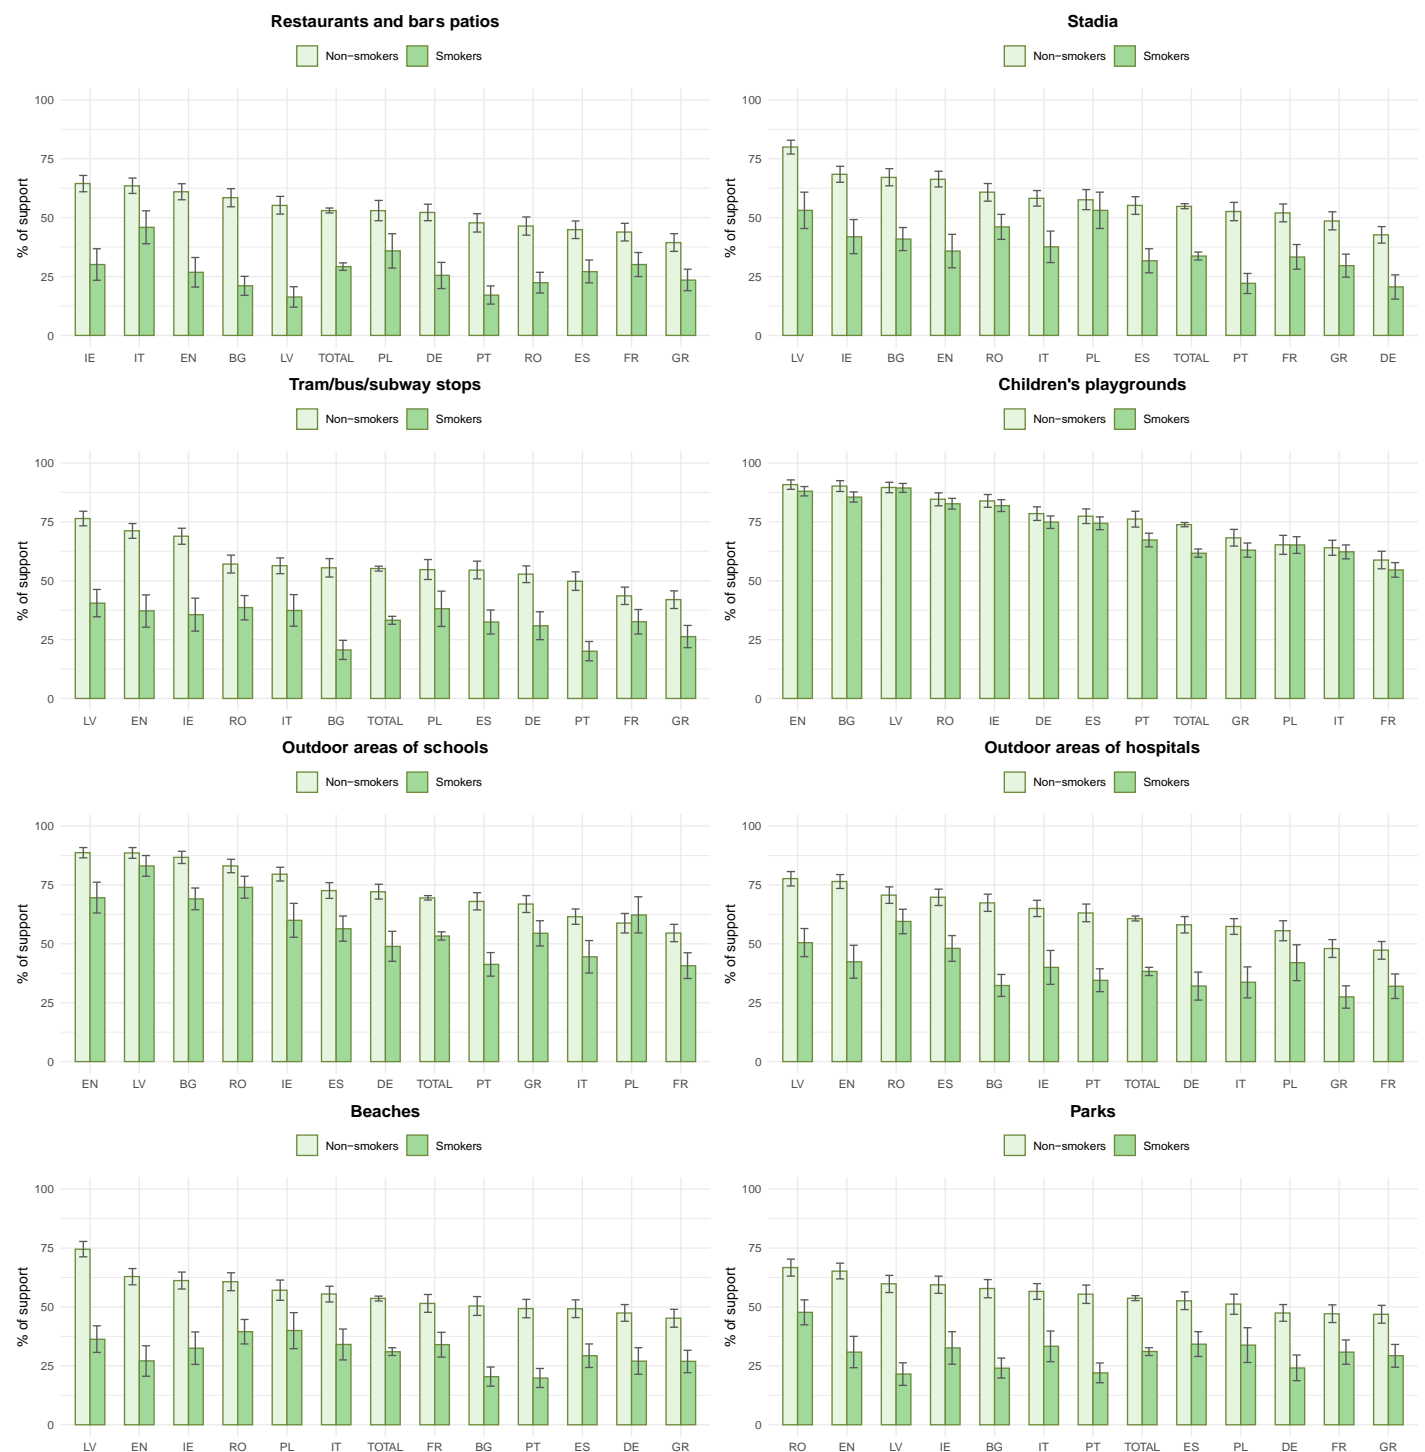 Restaurants and bars patios
Non−smokers Smokers
100
75
50
25
0
% of support
IE IT EN BG LV TOTAL PL DE PT RO ES FR GR
Stadia
Non−smokers Smokers
100
75
50
25
0
% of support
LV IE BG EN RO IT PL ES TOTAL PT FR GR DE
Tram/bus/subway stops
Non−smokers Smokers
100
75
50
25
0
% of support
LV EN IE RO IT BG TOTAL PL ES DE PT FR GR
Children's playgrounds
Non−smokers Smokers
100
75
50
25
0
% of support
EN BG LV RO IE DE ES PT TOTAL GR PL IT FR
Outdoor areas of schools
Non−smokers Smokers
100
75
50
25
0
% of support
EN LV BG RO IE ES DE TOTAL PT GR IT PL FR
Outdoor areas of hospitals
Non−smokers Smokers
100
75
50
25
0
% of support
LV EN RO ES BG IE PT TOTAL DE IT PL GR FR
Beaches
Non−smokers Smokers
100
75
50
25
0
% of support
LV EN IE RO PL IT TOTAL FR BG PT ES DE GR
Parks
Non−smokers Smokers
100
75
50
25
0
% of support
RO EN LV IE BG IT PT TOTAL ES PL DE FR GR